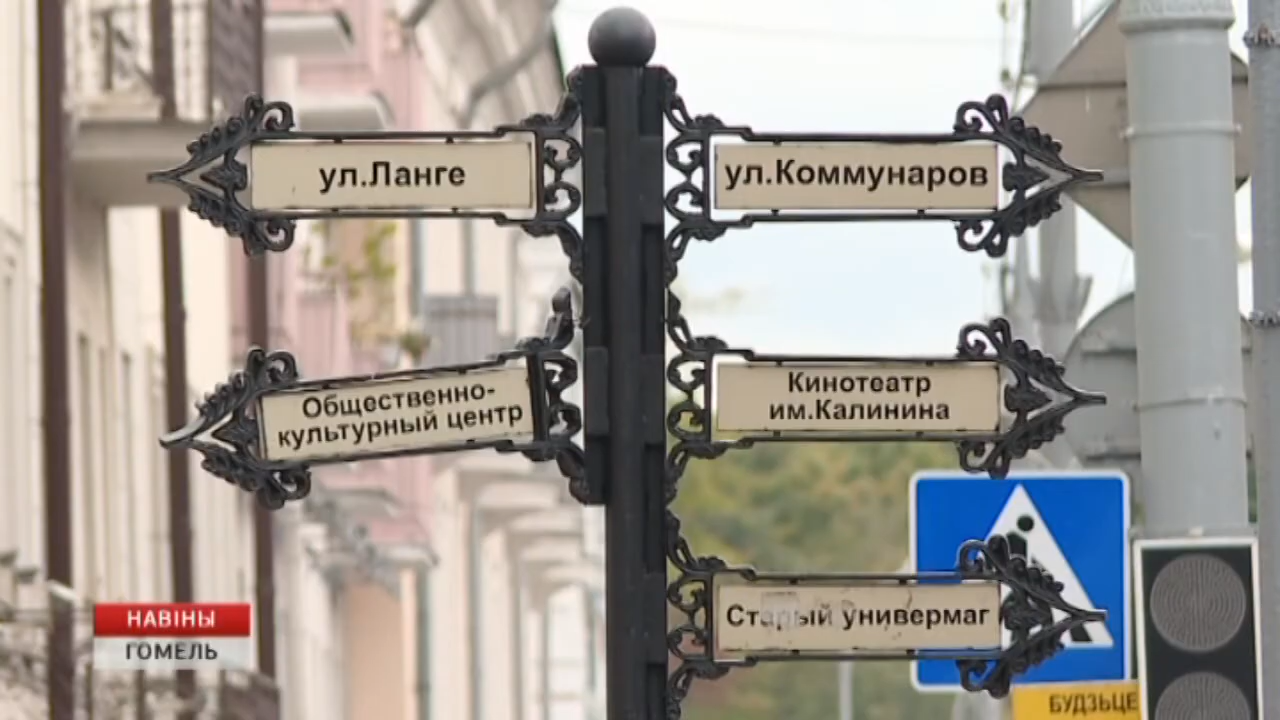 ул.Ланге
ул.Коммунаров
Общественно-
культурный центр
Кинотеатр
им.Калинина
Старый универмаг
НАВІНЫ
ГОМЕЛЬ
БУДЗЬЦЕ